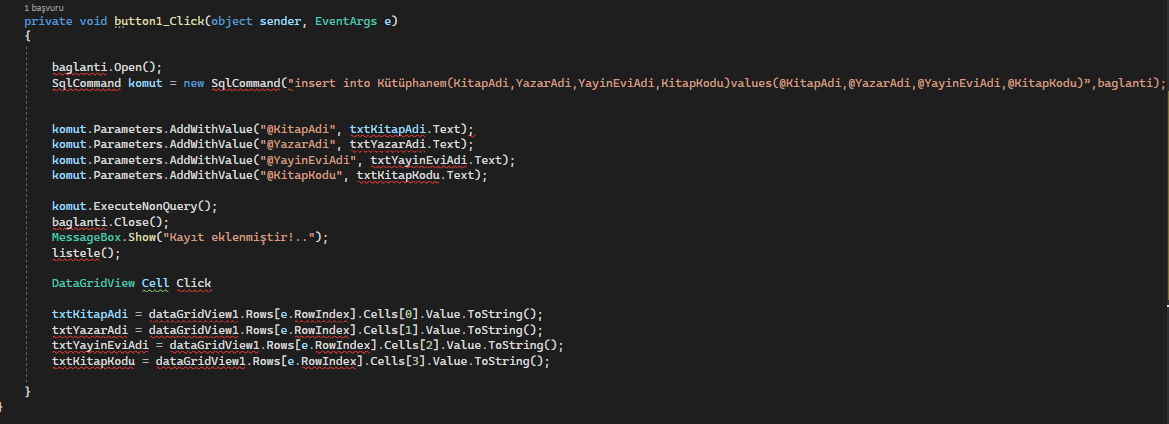 1 başvuru
private void button1_Click(object sender, EventArgs e)
{
baglanti.Open();
SqlCommand komut = new SqlCommand("insert into Kütüphanem(KitapAdi,YazarAdi,YayinEviAdi,KitapKodu)values(@KitapAdi,@YazarAdi,@YayinEviAdi,@KitapKodu)”,baglanti);
komut.Parameters.AddWithValue("@KitapAdi", txtKitapAdi.Text);
komut.Parameters.AddWithValue("@YazarAdi", txtYazarAdi.Text);
komut.Parameters.AddWithValue("@YayinEviAdi", txtYayinEviAdi.Text);
komut.Parameters.AddWithValue("@KitapKodu", txtKitapKodu.Text);
komut.ExecuteNonQuery();
baglanti.Close();
MessageBox.Show("Kayıt eklenmiştir!..");
listele();
DataGridView Cell Click
txtKitapAdi = dataGridView1.Rows[e.RowIndex].Cells[0].Value.ToString();
txtYazarAdi = dataGridView1.Rows[e.RowIndex].Cells[1].Value.ToString();
txtYayinEviAdi = dataGridView1.Rows[e.RowIndex].Cells[2].Value.ToString();
txtKitapKodu = dataGridView1.Rows[e.RowIndex].Cells[3].Value.ToString();
}
}